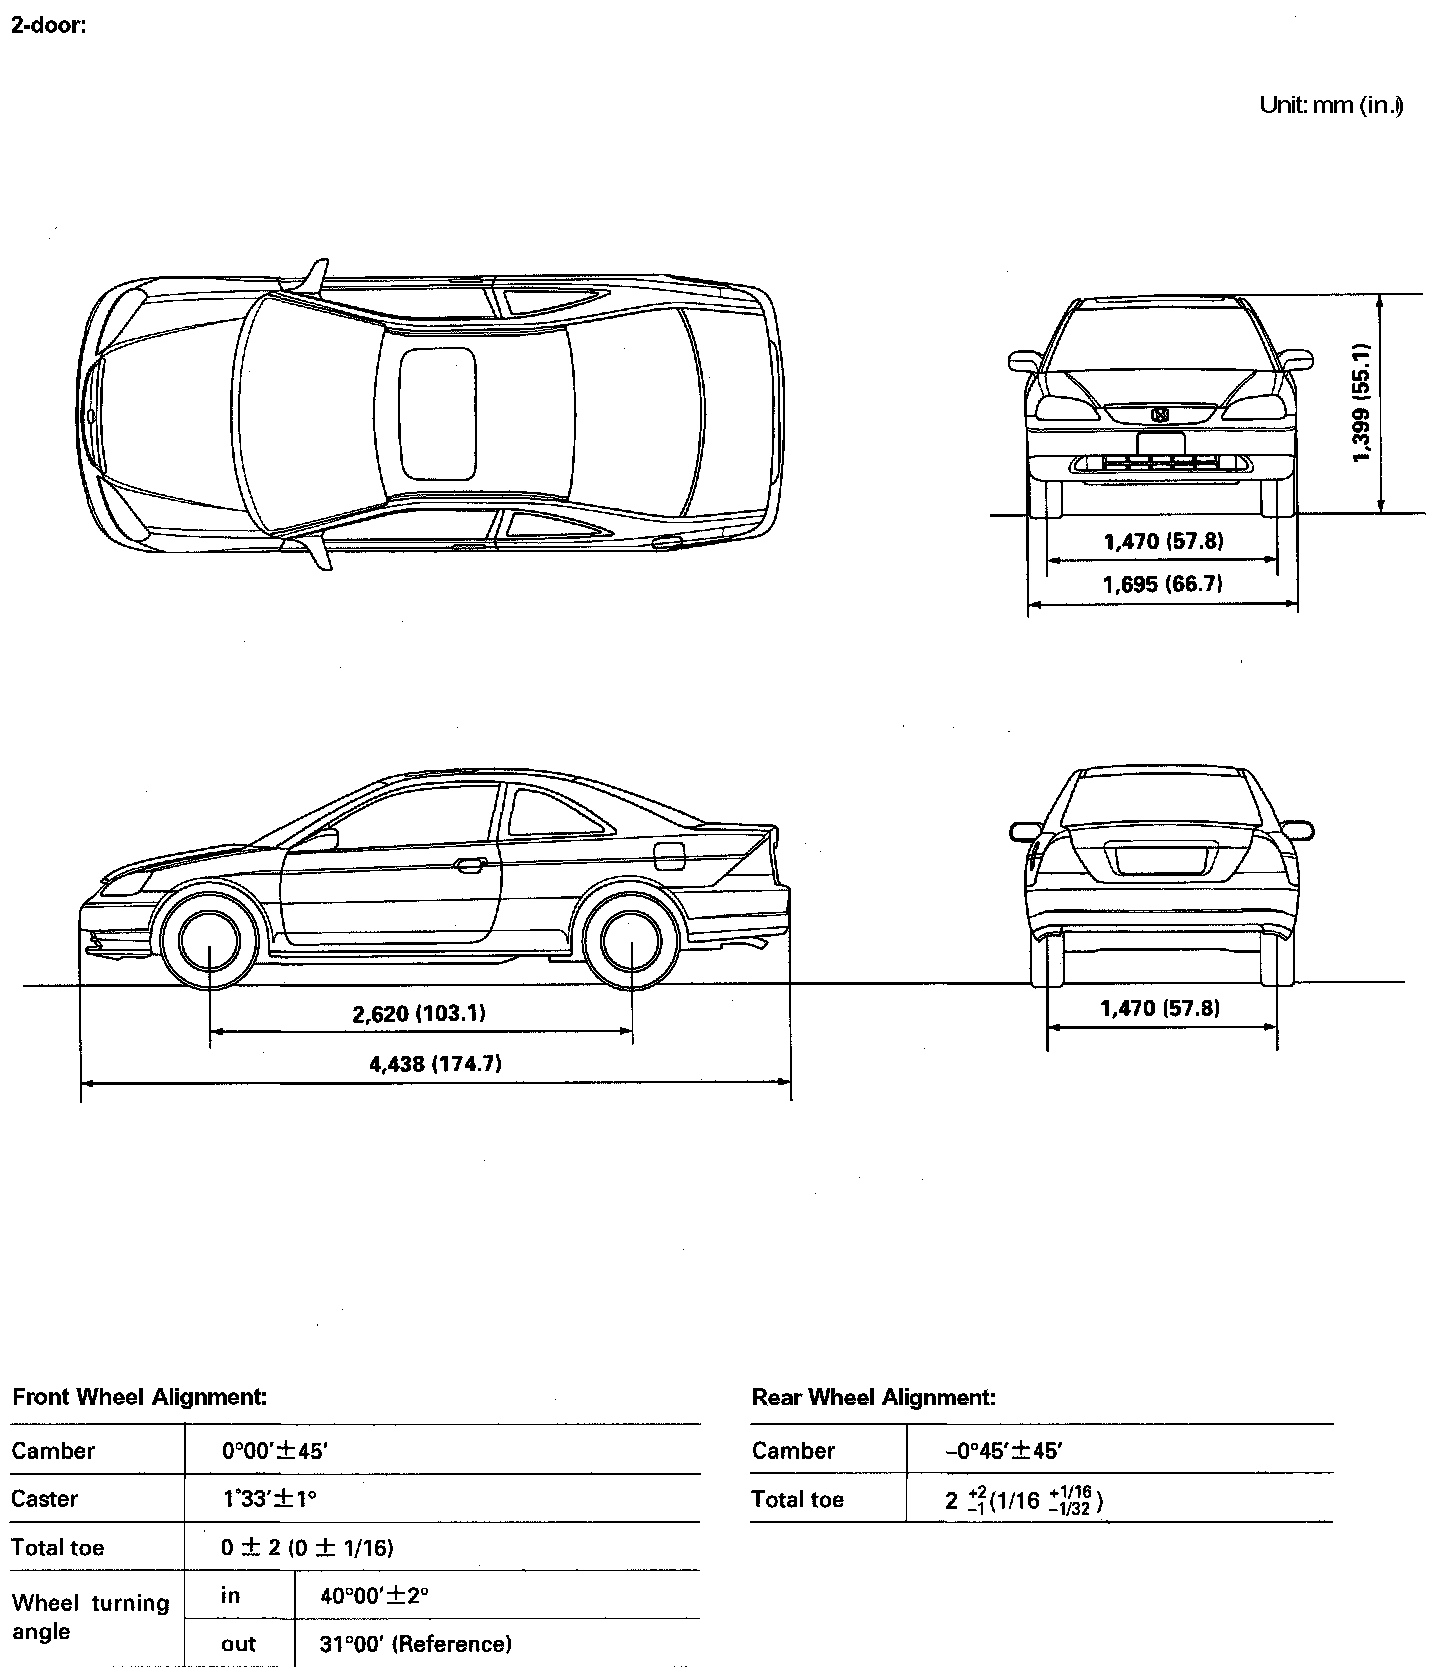 2-door:
Unit: mm (in.)
1,399 (55.1)
1,470 (57.8)
1,695 (66.7)
2,620 (103.1)
4,438 (174.7)
1,470 (57.8)
Front Wheel Alignment:
Camber 0°00′±45′
Caster 1°33′±1°
Total toe 0 ± 2 (0 ± 1/16)
Wheel turning angle
in 40°00′±2°
out 31°00′ (Reference)
Rear Wheel Alignment:
Camber –0°45′±45′
Total toe 2 +2 –1 (1/16 +1/16 –1/32)